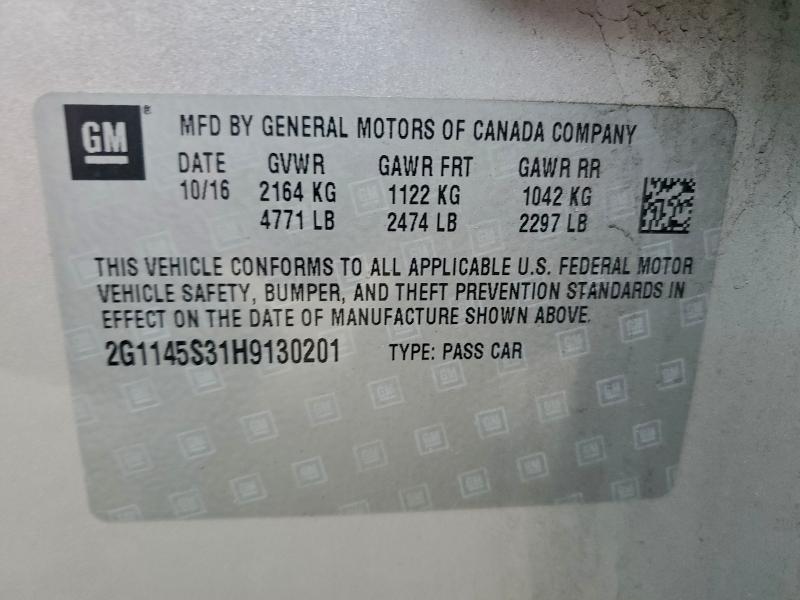 GM ® MFD BY GENERAL MOTORS OF CANADA COMPANY
DATE GVWR GAWR FRT GAWR RR
10/16 2164 KG 1122 KG 1042 KG
4771 LB 2474 LB 2297 LB
THIS VEHICLE CONFORMS TO ALL APPLICABLE U.S. FEDERAL MOTOR
VEHICLE SAFETY, BUMPER, AND THEFT PREVENTION STANDARDS IN
EFFECT ON THE DATE OF MANUFACTURE SHOWN ABOVE.
2G1145S31H9130201 TYPE: PASS CAR